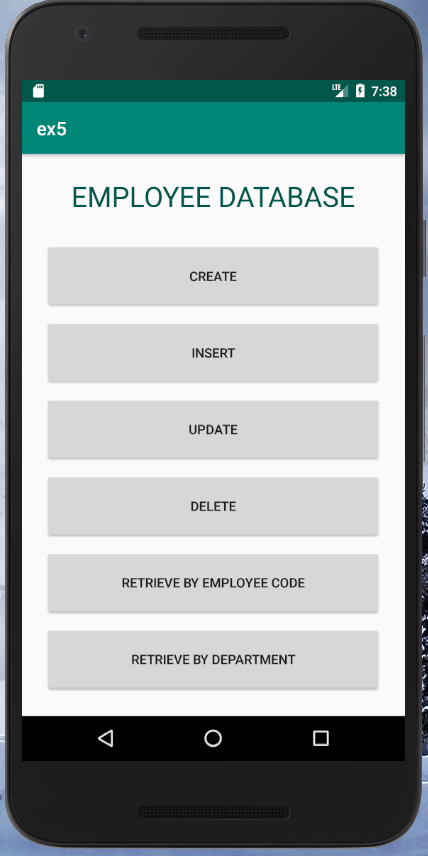 LTE 7:38
ex5
EMPLOYEE DATABASE
CREATE
INSERT
UPDATE
DELETE
RETRIEVE BY EMPLOYEE CODE
RETRIEVE BY DEPARTMENT